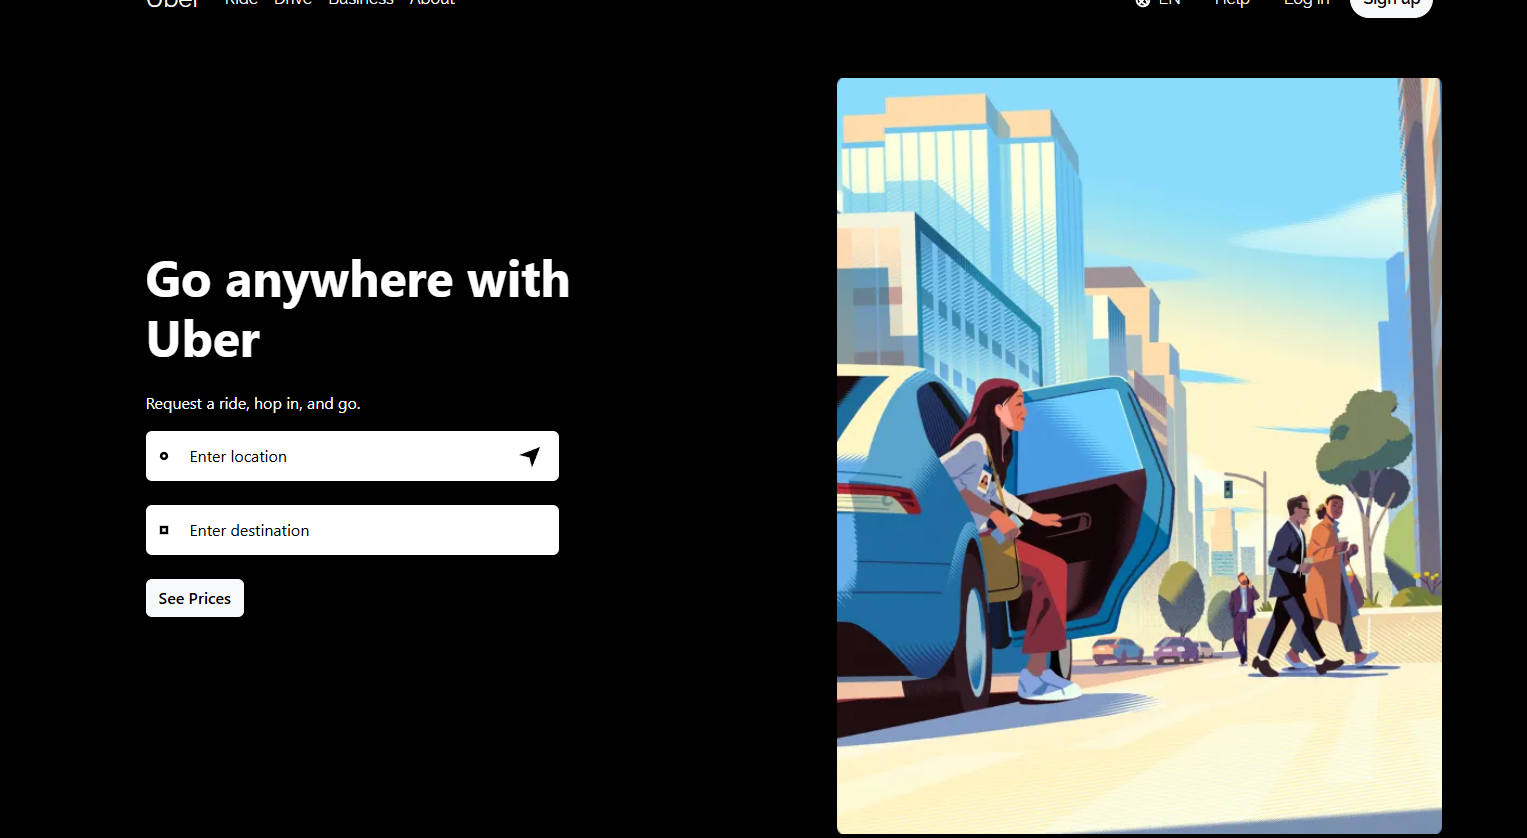 Uber Ride Drive Business About EN Help Log in Sign up
Go anywhere with
Uber
Request a ride, hop in, and go.
Enter location
Enter destination
See Prices